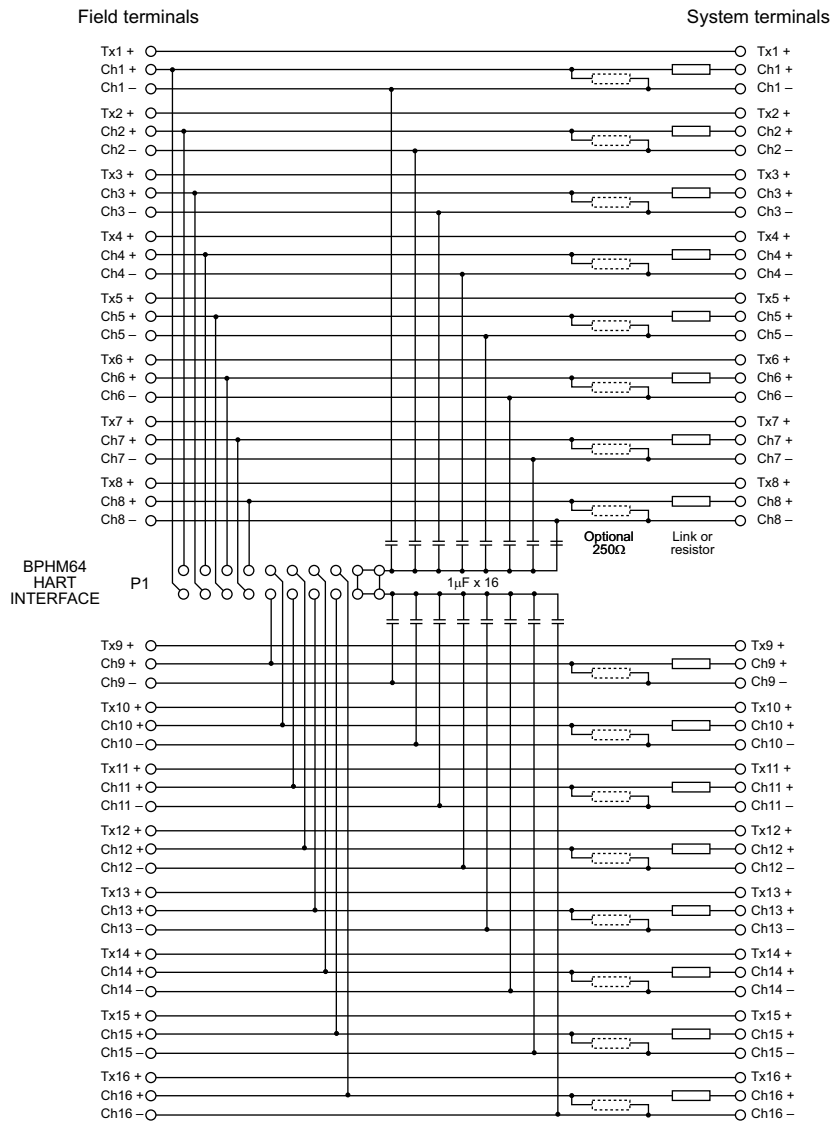 Field terminals System terminals
Tx1 + Tx1 +
Ch1 + Ch1 +
Ch1 – Ch1 –
Tx2 + Tx2 +
Ch2 + Ch2 +
Ch2 – Ch2 –
Tx3 + Tx3 +
Ch3 + Ch3 +
Ch3 – Ch3 –
Tx4 + Tx4 +
Ch4 + Ch4 +
Ch4 – Ch4 –
Tx5 + Tx5 +
Ch5 + Ch5 +
Ch5 – Ch5 –
Tx6 + Tx6 +
Ch6 + Ch6 +
Ch6 – Ch6 –
Tx7 + Tx7 +
Ch7 + Ch7 +
Ch7 – Ch7 –
Tx8 + Tx8 +
Ch8 + Ch8 +
Ch8 – Ch8 –
Optional Link or
250Ω resistor
BPHM64
HART P1 1µF x 16
INTERFACE
Tx9 + Tx9 +
Ch9 + Ch9 +
Ch9 – Ch9 –
Tx10 + Tx10 +
Ch10 + Ch10 +
Ch10 – Ch10 –
Tx11 + Tx11 +
Ch11 + Ch11 +
Ch11 – Ch11 –
Tx12 + Tx12 +
Ch12 + Ch12 +
Ch12 – Ch12 –
Tx13 + Tx13 +
Ch13 + Ch13 +
Ch13 – Ch13 –
Tx14 + Tx14 +
Ch14 + Ch14 +
Ch14 – Ch14 –
Tx15 + Tx15 +
Ch15 + Ch15 +
Ch15 – Ch15 –
Tx16 + Tx16 +
Ch16 + Ch16 +
Ch16 – Ch16 –